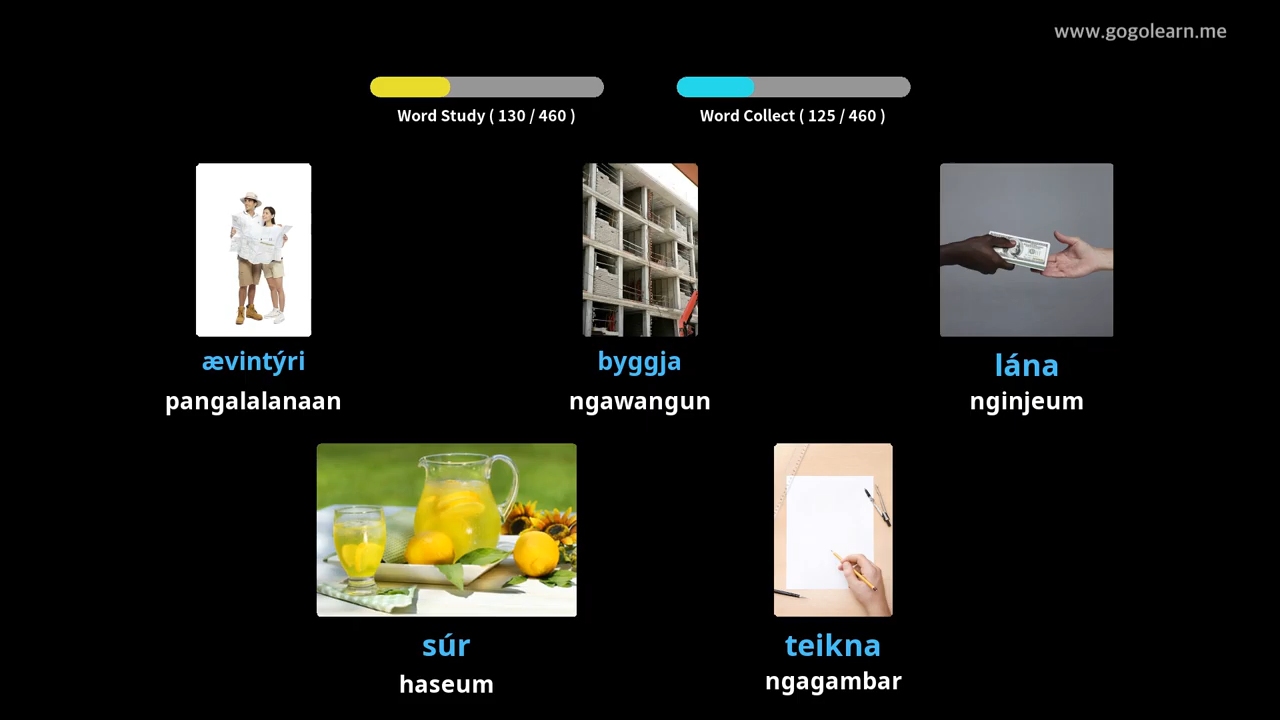 www.gogolearn.me
Word Study ( 130 / 460 )
Word Collect ( 125 / 460 )
ævintýri
byggja
lána
pangalalanaan
ngawangun
nginjeum
súr
teikna
haseum
ngagambar